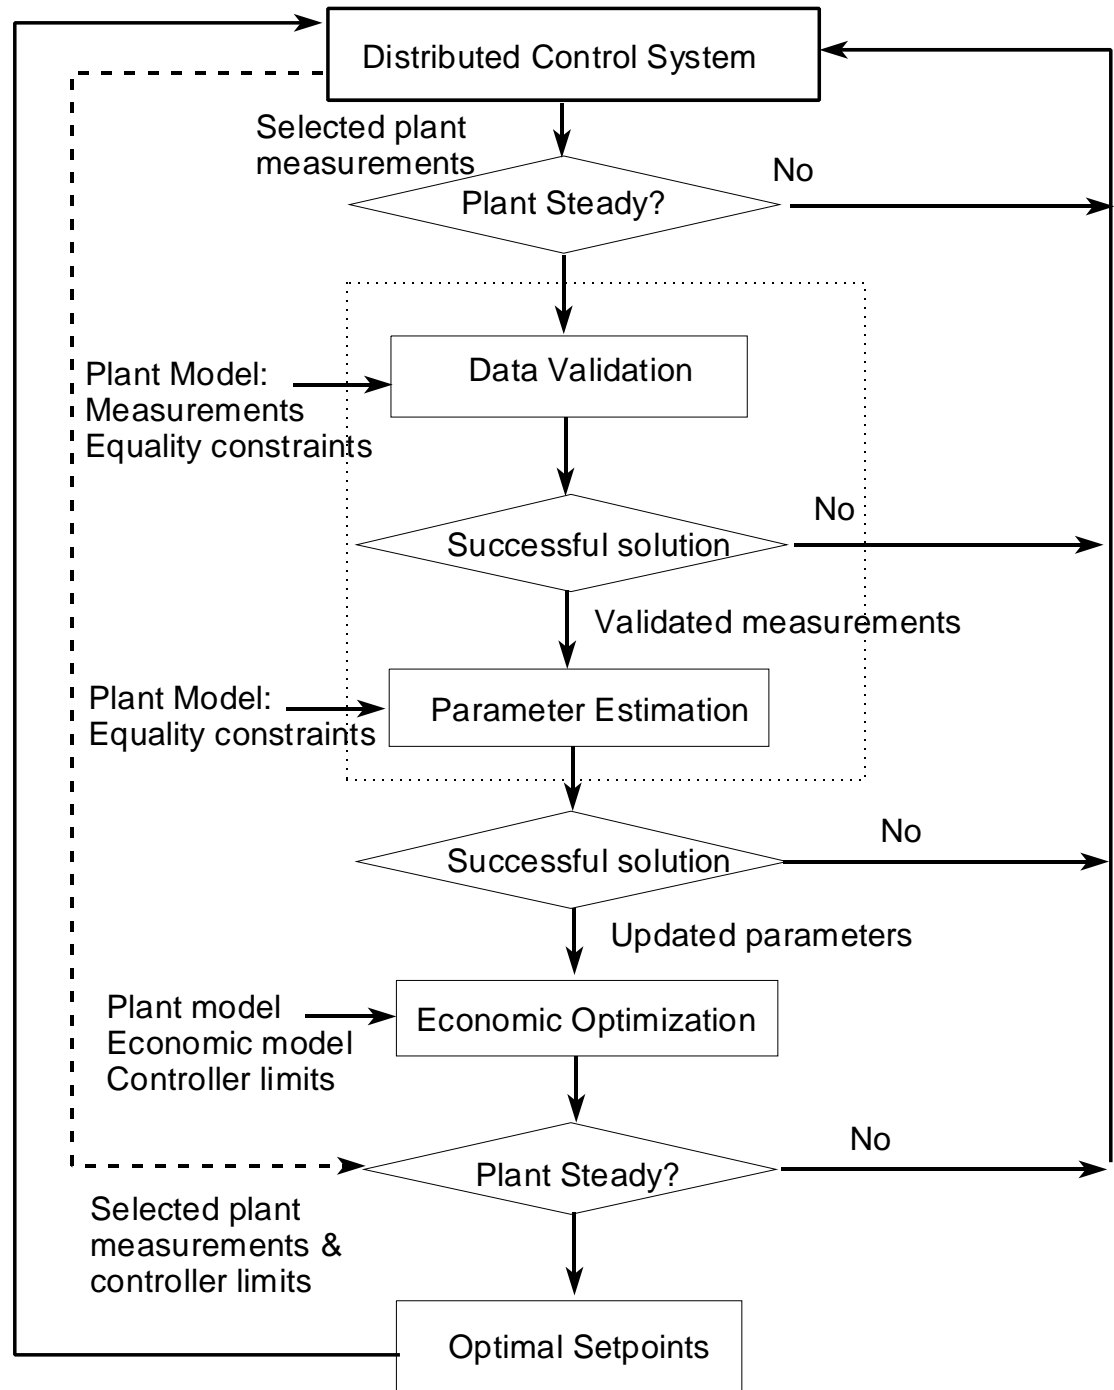 Distributed Control System
Selected plant
measurements
No
Plant Steady?
Data Validation
Plant Model:
Measurements
Equality constraints
No
Successful solution
Validated measurements
Plant Model:
Equality constraints
Parameter Estimation
No
Successful solution
Updated parameters
Plant model
Economic model
Controller limits
Economic Optimization
No
Plant Steady?
Selected plant
measurements &
controller limits
Optimal Setpoints